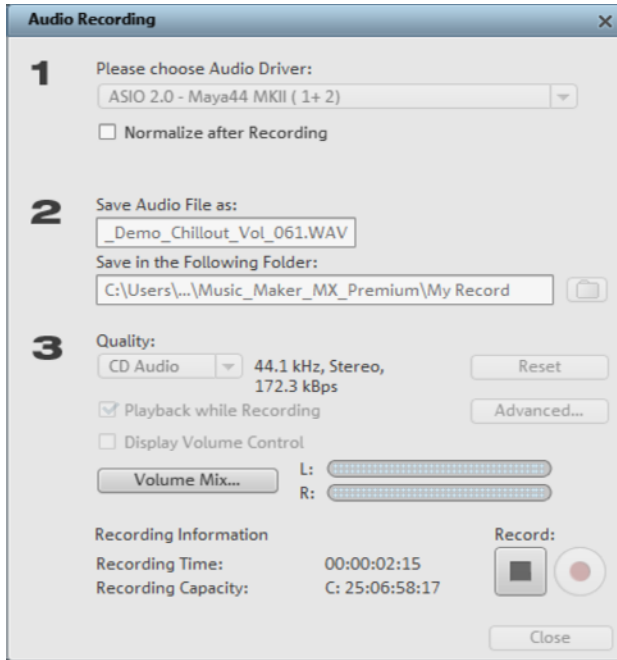 Audio Recording
1
Please choose Audio Driver:
ASIO 2.0 - Maya44 MKII ( 1+ 2)
Normalize after Recording
2
Save Audio File as:
_Demo_Chillout_Vol_061.WAV
Save in the Following Folder:
C:\Users\...\Music_Maker_MX_Premium\My Record
3
Quality:
CD Audio
44.1 kHz, Stereo,
172.3 kBps
Reset
Playback while Recording
Advanced...
Display Volume Control
Volume Mix...
L:
R:
Recording Information
Record:
Recording Time: 00:00:02:15
Recording Capacity: C: 25:06:58:17
Close